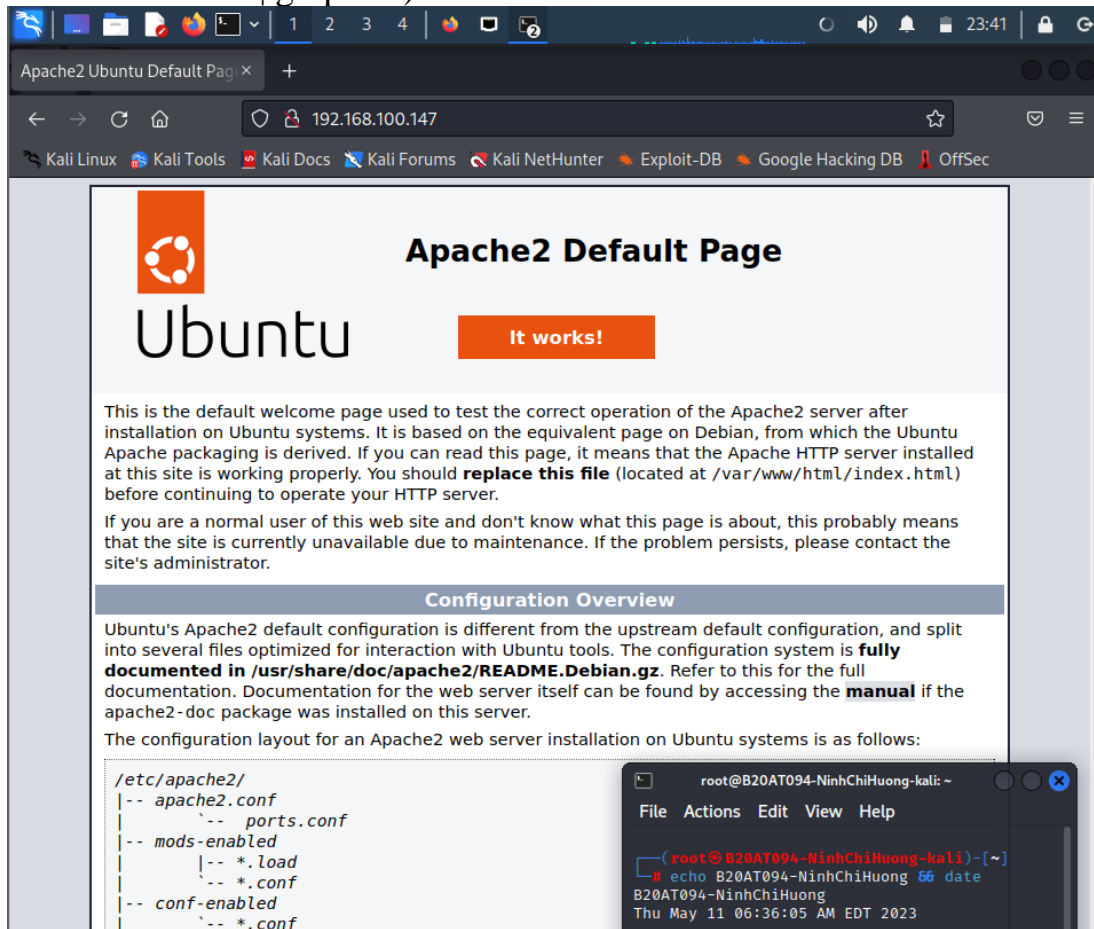 1 2 3 4 2 23:41
Apache2 Ubuntu Default Pag × +
192.168.100.147
Kali Linux Kali Tools Kali Docs Kali Forums Kali NetHunter Exploit-DB Google Hacking DB OffSec
Apache2 Default Page
Ubuntu
It works!
This is the default welcome page used to test the correct operation of the Apache2 server after
installation on Ubuntu systems. It is based on the equivalent page on Debian, from which the Ubuntu
Apache packaging is derived. If you can read this page, it means that the Apache HTTP server installed
at this site is working properly. You should replace this file (located at /var/www/html/index.html)
before continuing to operate your HTTP server.
If you are a normal user of this web site and don't know what this page is about, this probably means
that the site is currently unavailable due to maintenance. If the problem persists, please contact the
site's administrator.
Configuration Overview
Ubuntu's Apache2 default configuration is different from the upstream default configuration, and split
into several files optimized for interaction with Ubuntu tools. The configuration system is fully
documented in /usr/share/doc/apache2/README.Debian.gz. Refer to this for the full
documentation. Documentation for the web server itself can be found by accessing the manual if the
apache2-doc package was installed on this server.
The configuration layout for an Apache2 web server installation on Ubuntu systems is as follows:
/etc/apache2/
|-- apache2.conf
|       `--  ports.conf
|-- mods-enabled
|       |-- *.load
|       `-- *.conf
|-- conf-enabled
|       `-- *.conf
root@B20AT094-NinhChiHuong-kali: ~
File Actions Edit View Help
┌──(root㉿B20AT094-NinhChiHuong-kali)-[~]
└─# echo B20AT094-NinhChiHuong && date
B20AT094-NinhChiHuong
Thu May 11 06:36:05 AM EDT 2023